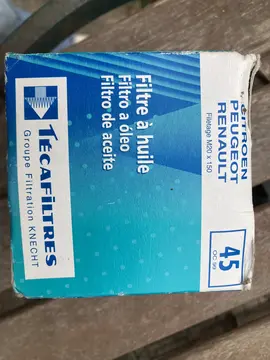 TECAFILTRES
Groupe Filtration KNECHT
Filtre à huile
Filtro a óleo
Filtro de aceite
CITROEN
PEUGEOT
RENAULT
Filetage M20 x 150
45
OC 99